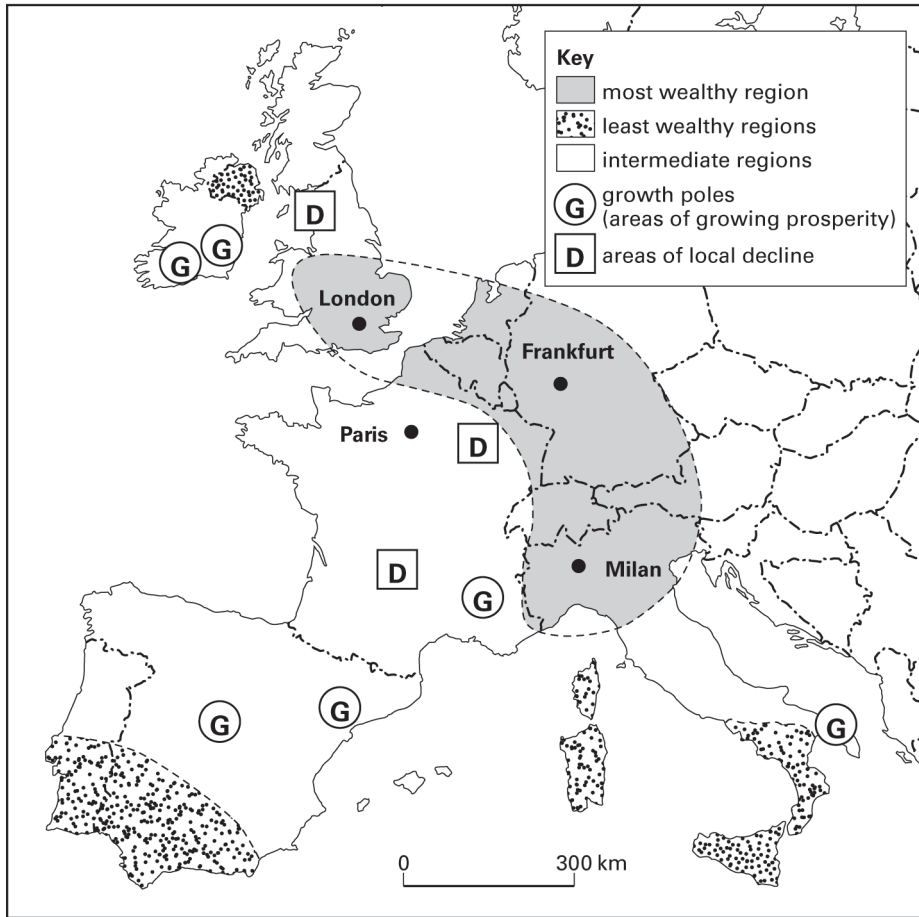 Key
most wealthy region
least wealthy regions
intermediate regions
G growth poles
(areas of growing prosperity)
D areas of local decline
D
G
G
London
Frankfurt
Paris
D
D
Milan
G
G
G
G
0 300 km